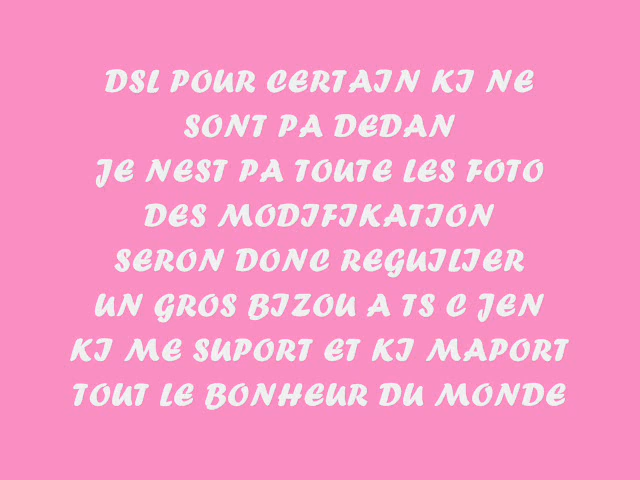 DSL POUR CERTAIN KI NE
SONT PA DEDAN
JE NEST PA TOUTE LES FOTO
DES MODIFIKATION
SERON DONC REGUILIER
UN GROS BIZOU A TS C JEN
KI ME SUPORT ET KI MAPORT
TOUT LE BONHEUR DU MONDE